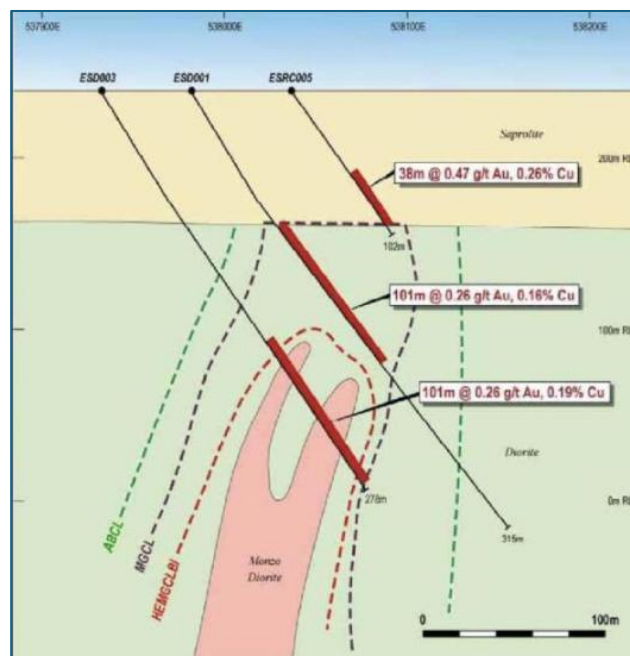 537900E 538000E 538100E 538200E
ESD003 ESD001 ESRC005
Saprolite
200m RL
38m @ 0.47 g/t Au, 0.26% Cu
102m
101m @ 0.26 g/t Au, 0.16% Cu
100m RL
101m @ 0.26 g/t Au, 0.19% Cu
Diorite
278m
0m RL
315m
ABCL
MGCL
HEMGCLBI
Monzo
Diorite
0 100m